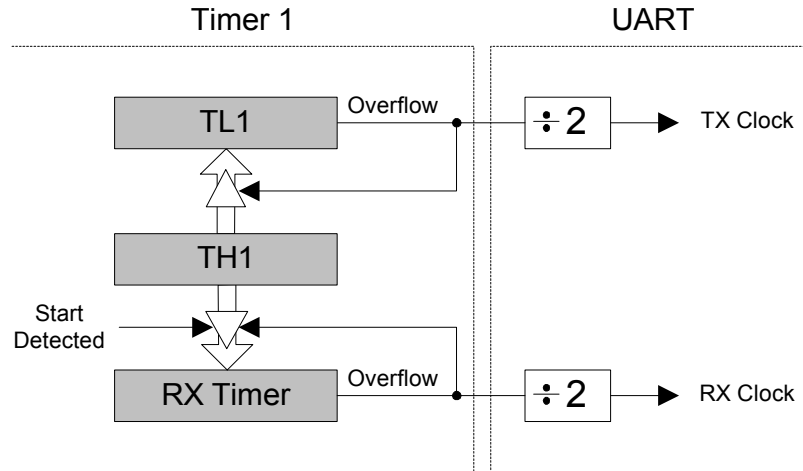 Timer 1
UART
TL1
Overflow
÷ 2
TX Clock
TH1
Start
Detected
RX Timer
Overflow
÷ 2
RX Clock